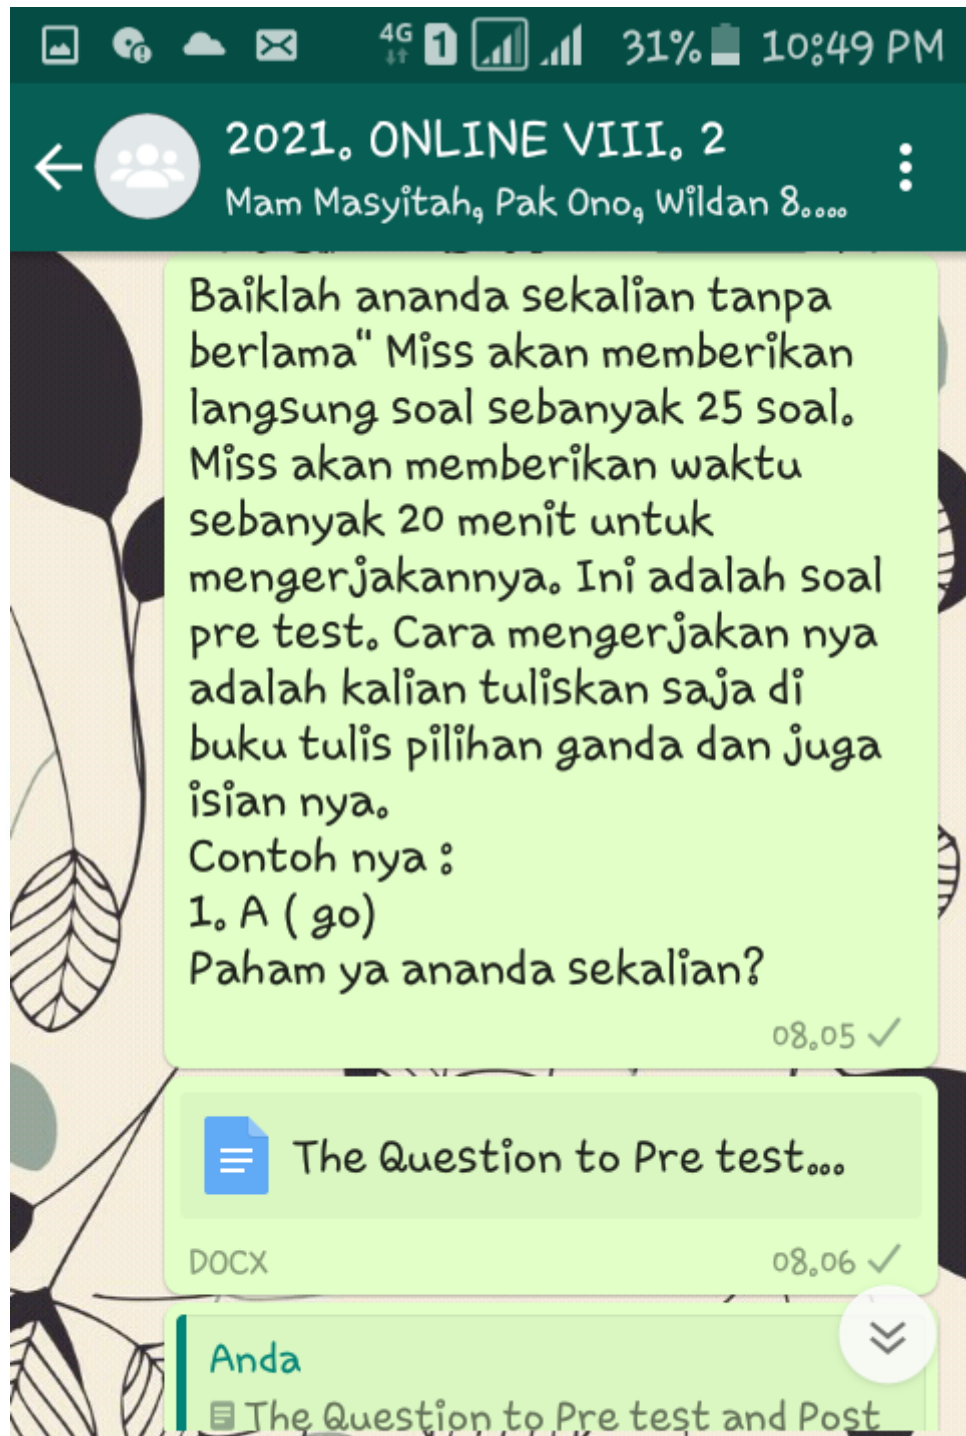 4G 1 31% 10:49 PM
2021. ONLINE VIII. 2
Mam Masyitah, Pak Ono, Wildan 8....
Baiklah ananda sekalian tanpa
berlama" Miss akan memberikan
langsung soal sebanyak 25 soal.
Miss akan memberikan waktu
sebanyak 20 menit untuk
mengerjakannya. Ini adalah soal
pre test. Cara mengerjakan nya
adalah kalian tuliskan saja di
buku tulis pilihan ganda dan juga
isian nya.
Contoh nya :
1. A ( go)
Paham ya ananda sekalian?
08.05
The Question to Pre test...
DOCX 08.06
Anda
The Question to Pre test and Post